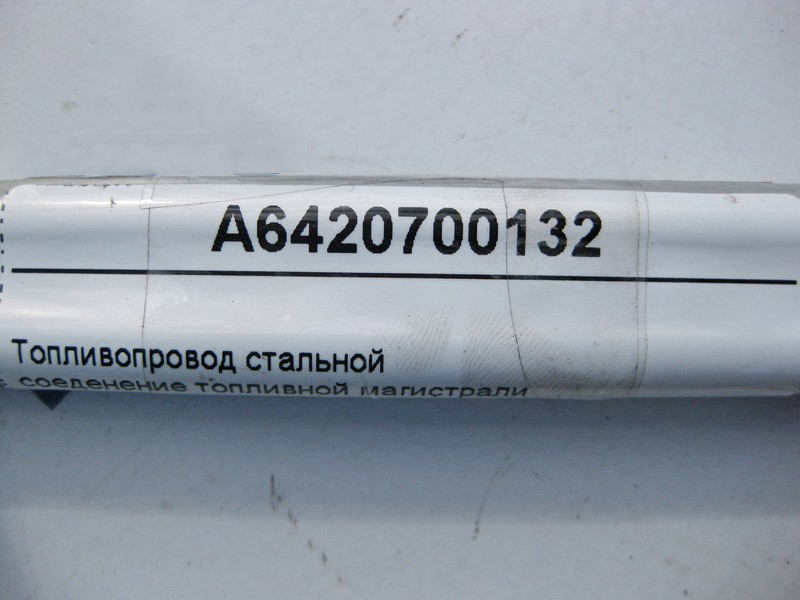 A6420700132
Топливопровод стальной
соеденение топливной магистрали